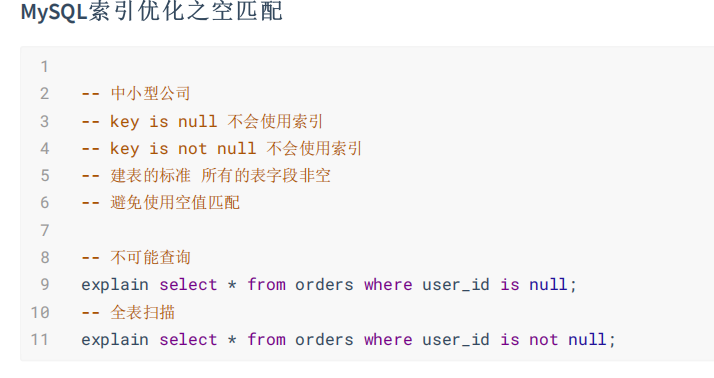 MySQL索引优化之空匹配
1
2 -- 中小型公司
3 -- key is null 不会使用索引
4 -- key is not null 不会使用索引
5 -- 建表的标准 所有的表字段非空
6 -- 避免使用空值匹配
7
8 -- 不可能查询
9 explain select * from orders where user_id is null;
10 -- 全表扫描
11 explain select * from orders where user_id is not null;